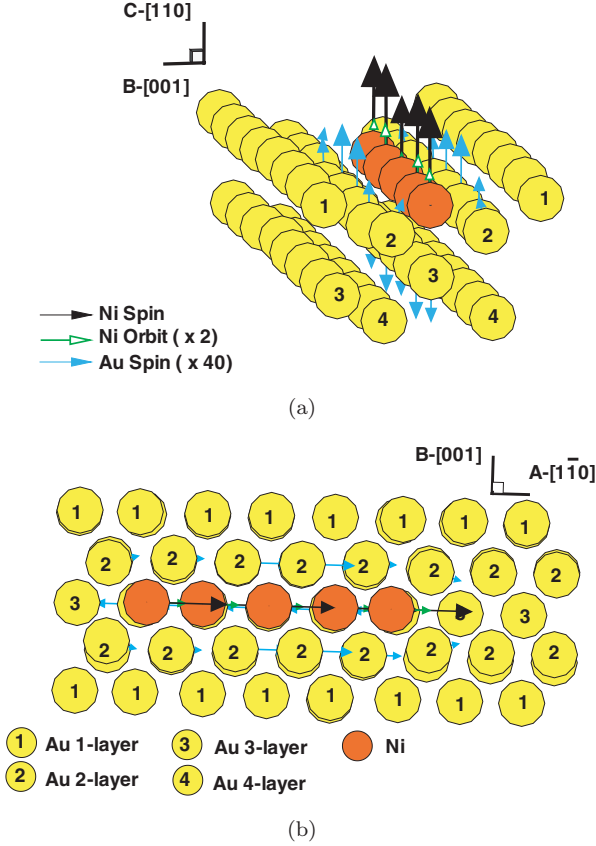 C-[110]
B-[001]
1
1
2
2
3
3
4
4
Ni Spin
Ni Orbit ( x 2)
Au Spin ( x 40)
(a)
B-[001]
A-[11̅0]
1 1 1 1 1 1 1 1
2 2 2 2 2 2 2 2
3 3
2 2 2 2 2 2 2 2
1 1 1 1 1 1 1 1
1 Au 1-layer 3 Au 3-layer Ni
2 Au 2-layer 4 Au 4-layer
(b)